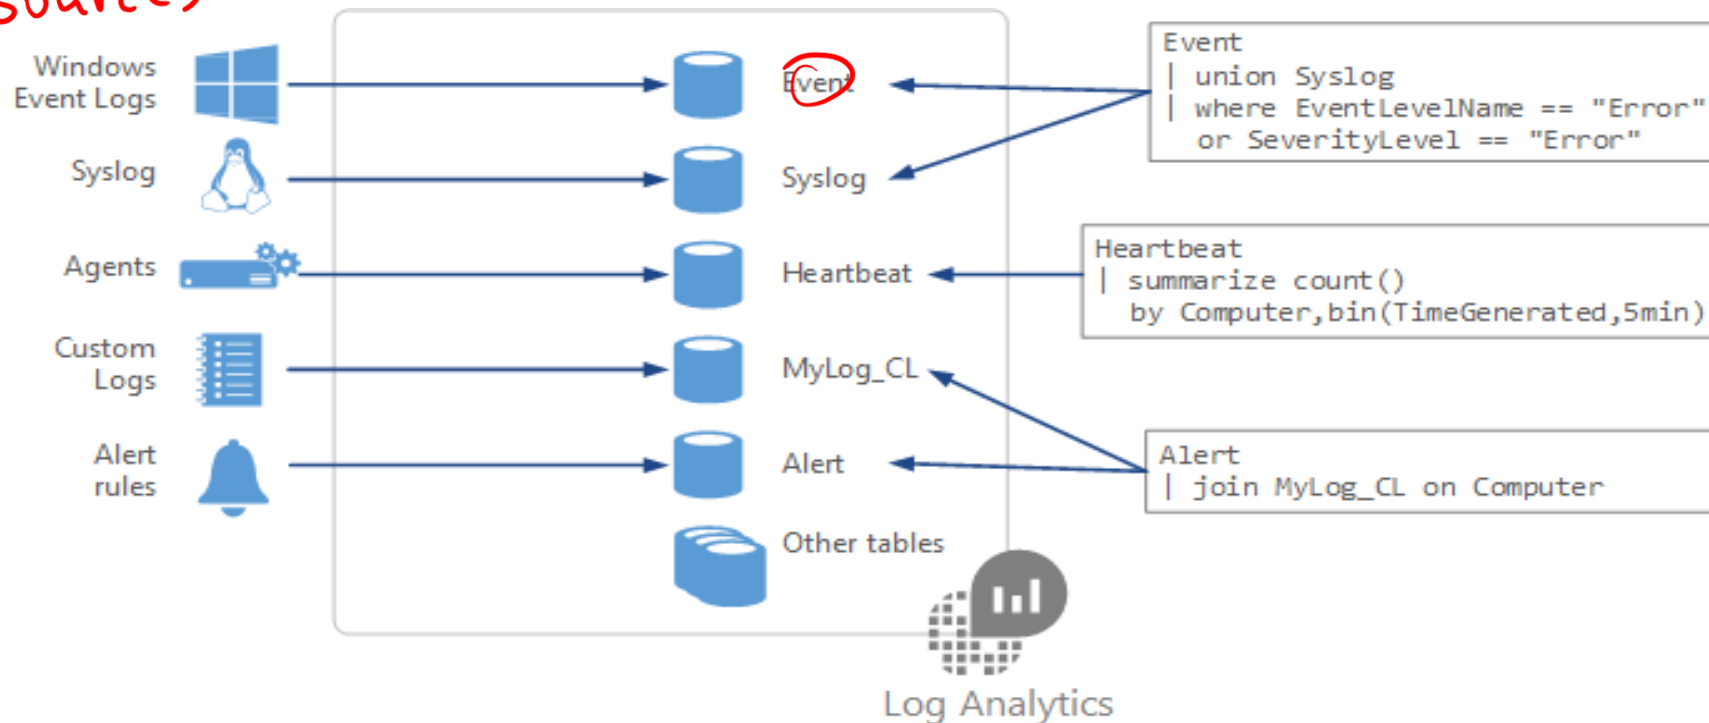 sources
Windows
Event Logs
Event
Event
| union Syslog
| where EventLevelName == "Error"
or SeverityLevel == "Error"
Syslog
Syslog
Agents
Heartbeat
Heartbeat
| summarize count()
by Computer,bin(TimeGenerated,5min)
Custom
Logs
MyLog_CL
Alert
rules
Alert
Alert
| join MyLog_CL on Computer
Other tables
Log Analytics